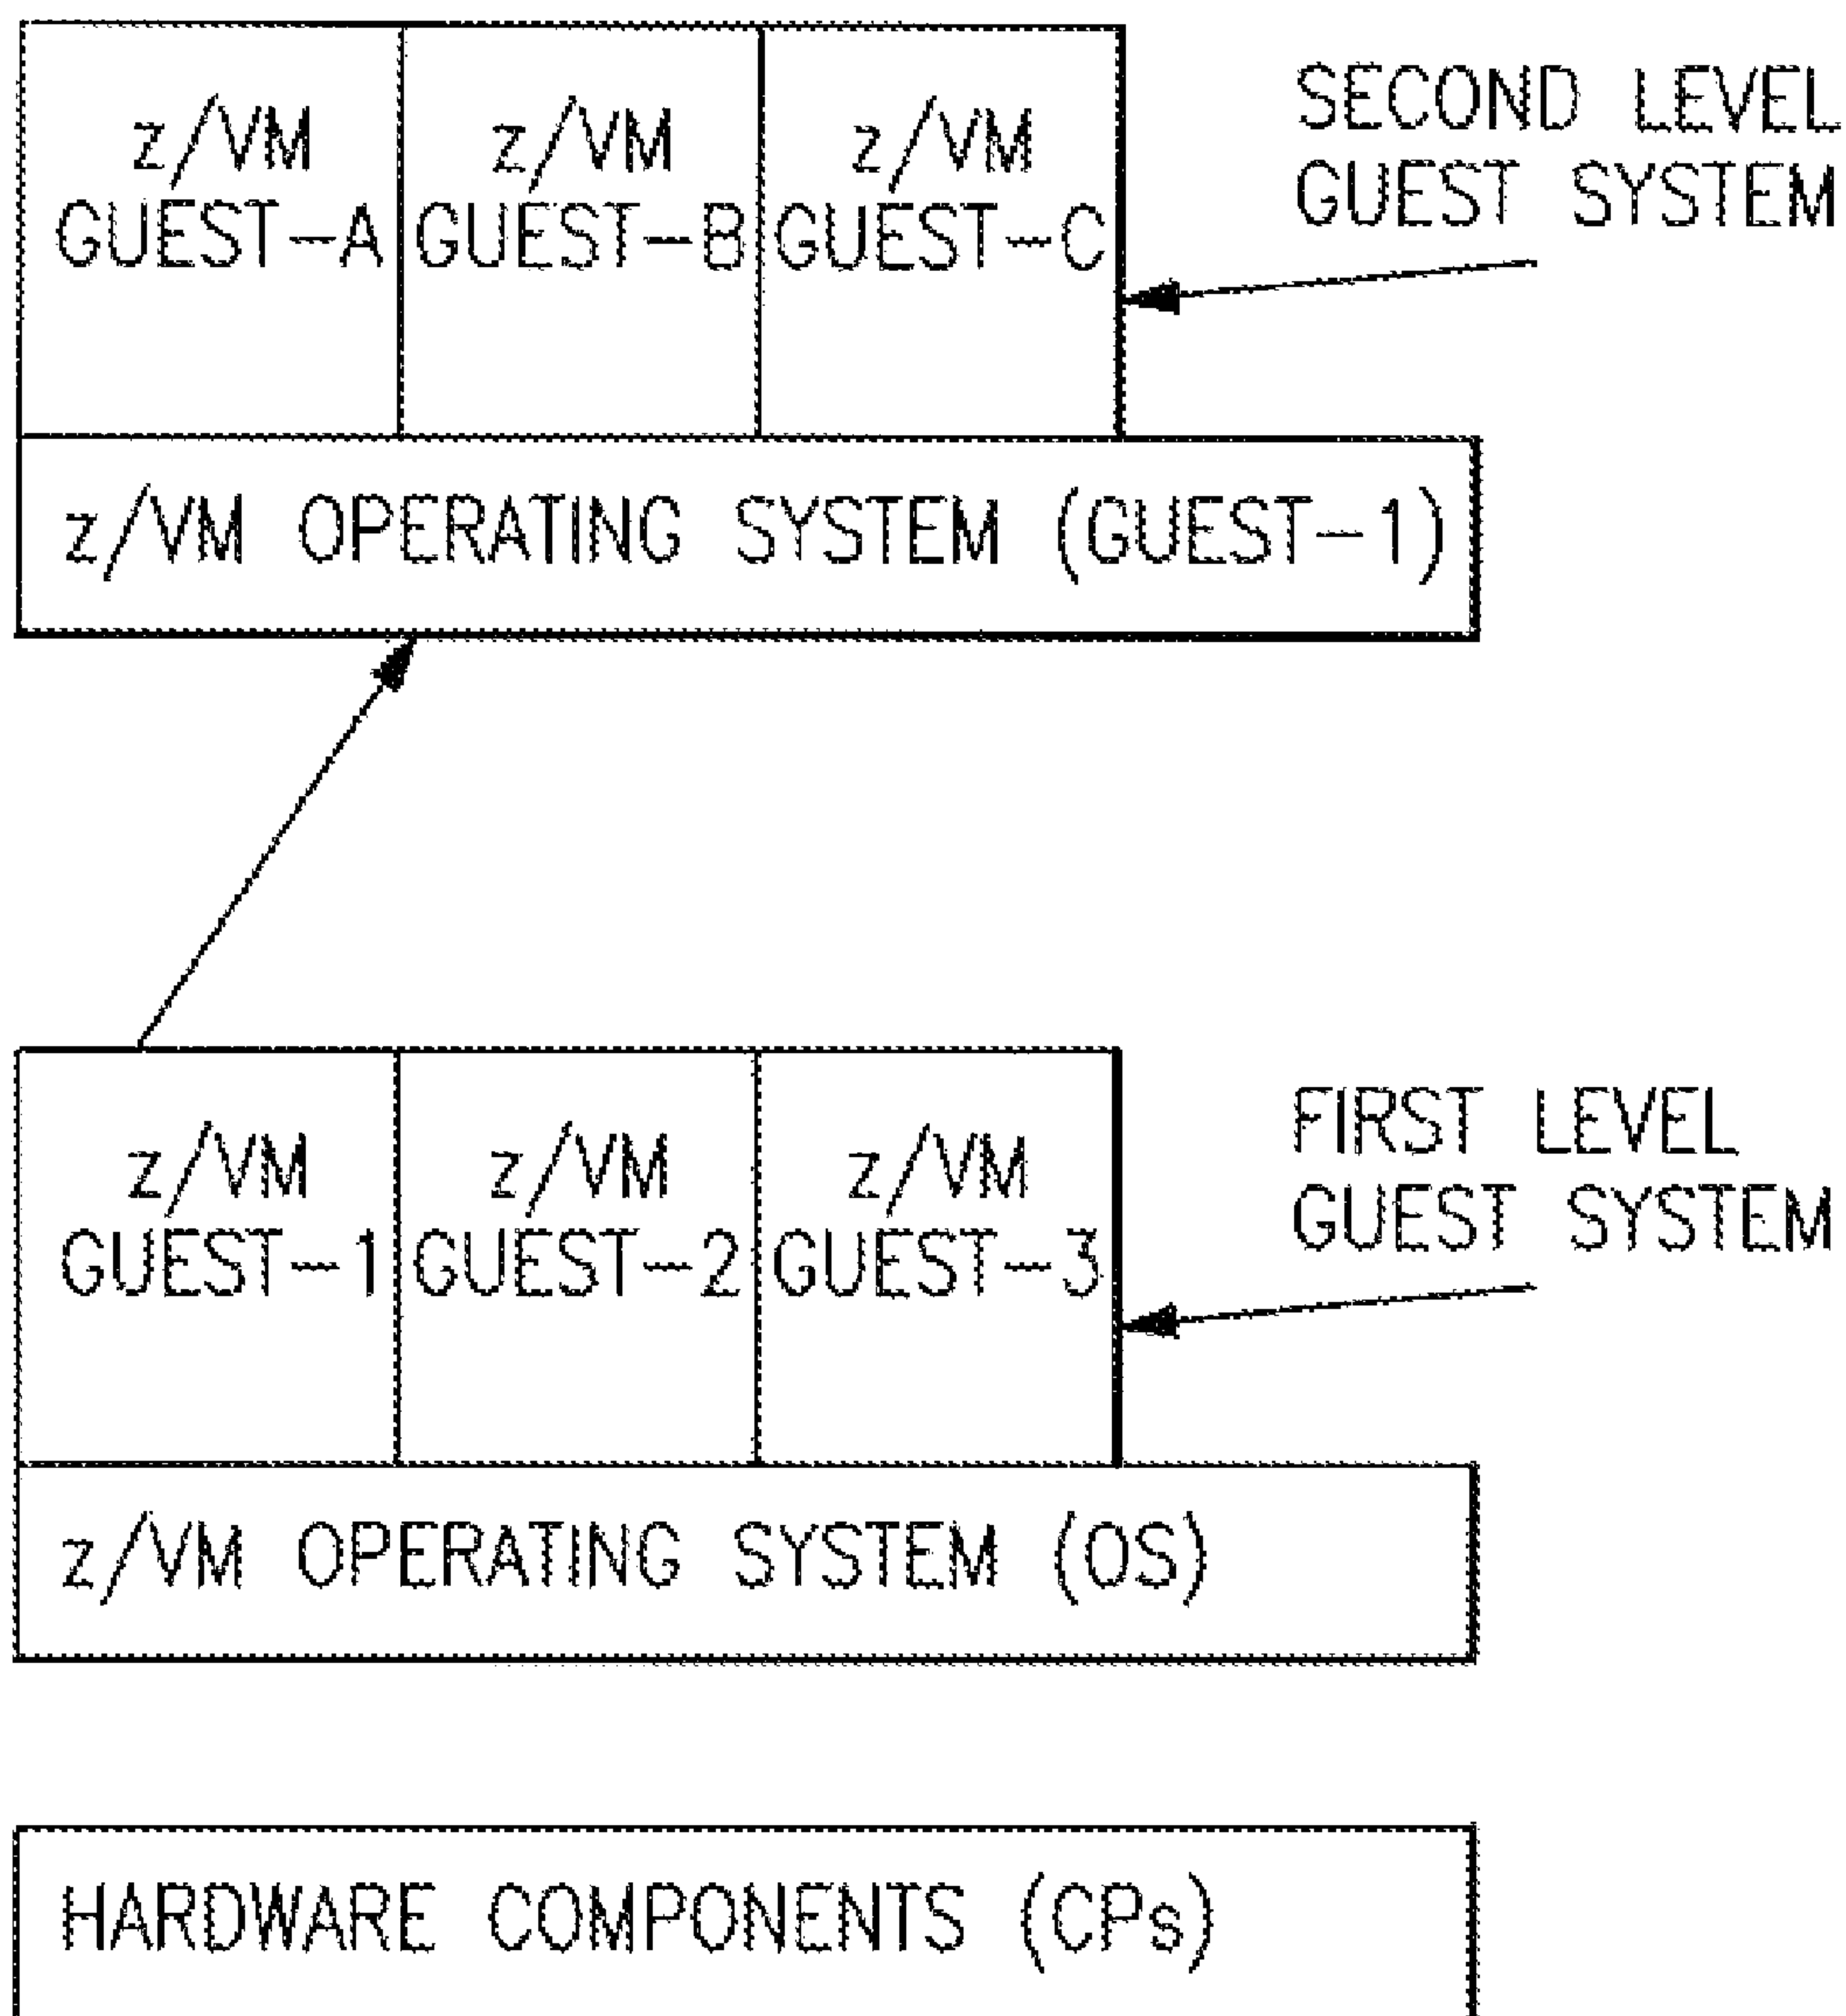 z/VM
GUEST-A
z/VM
GUEST-B
z/VM
GUEST-C
SECOND LEVEL
GUEST SYSTEM
z/VM OPERATING SYSTEM (GUEST-1)
z/VM
GUEST-1
z/VM
GUEST-2
z/VM
GUEST-3
FIRST LEVEL
GUEST SYSTEM
z/VM OPERATING SYSTEM (OS)
HARDWARE COMPONENTS (CPs)